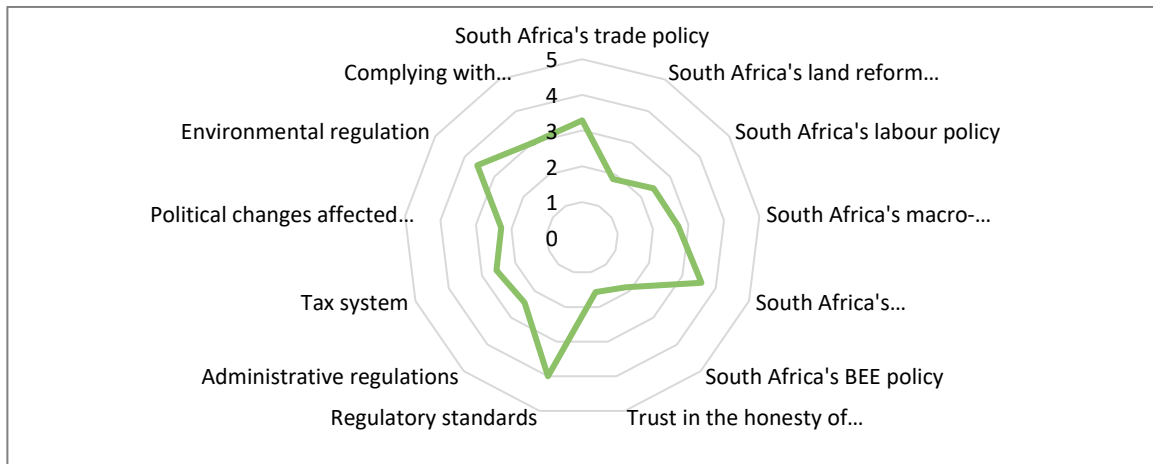 South Africa's trade policy
South Africa's land reform…
South Africa's labour policy
South Africa's macro-…
South Africa's…
South Africa's BEE policy
Trust in the honesty of…
Regulatory standards
Administrative regulations
Tax system
Political changes affected…
Environmental regulation
Complying with…
5
4
3
2
1
0